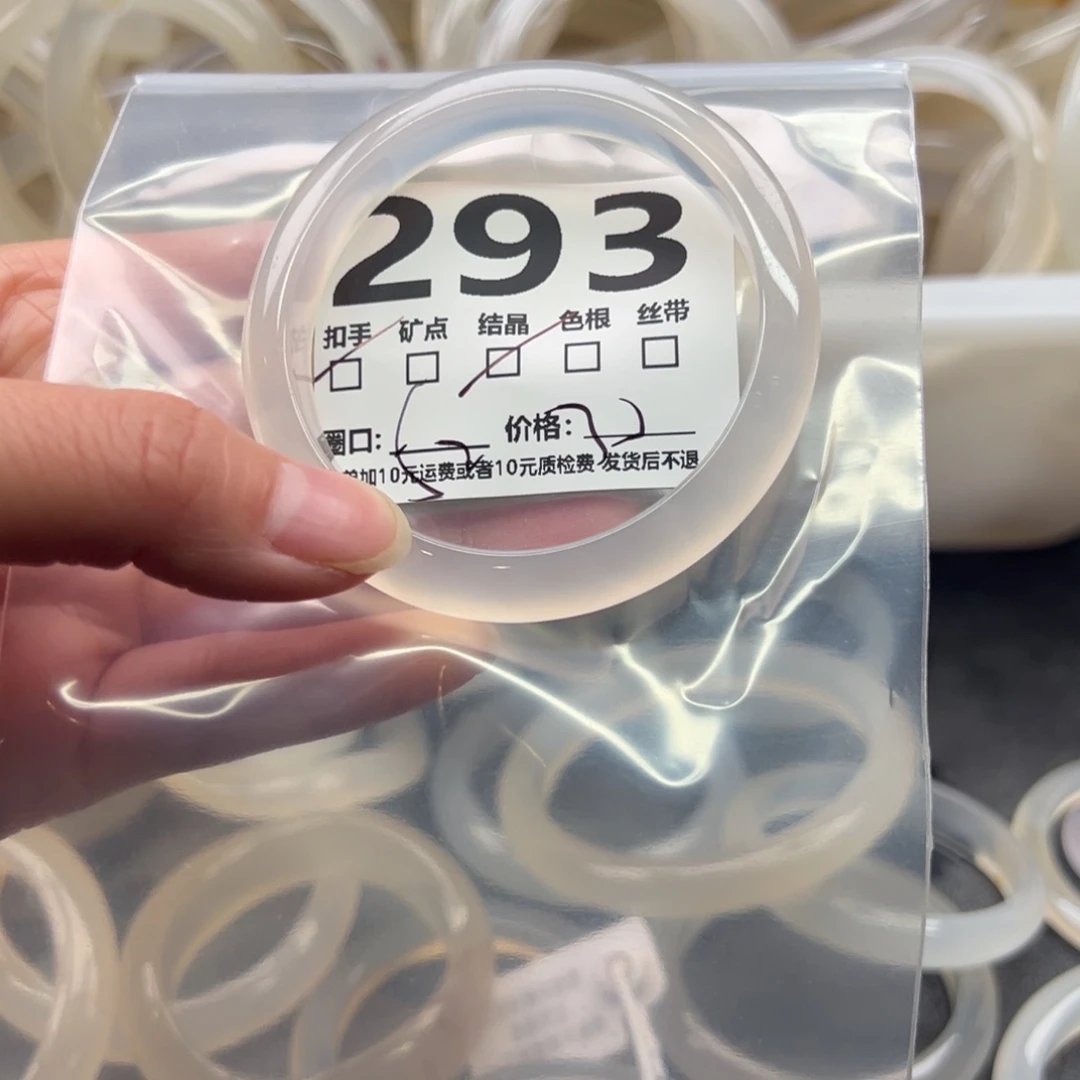 293
扣手 矿点 结晶 色根 丝带
圈口: 价格:
加10元运费或者10元质检费 发货后不退